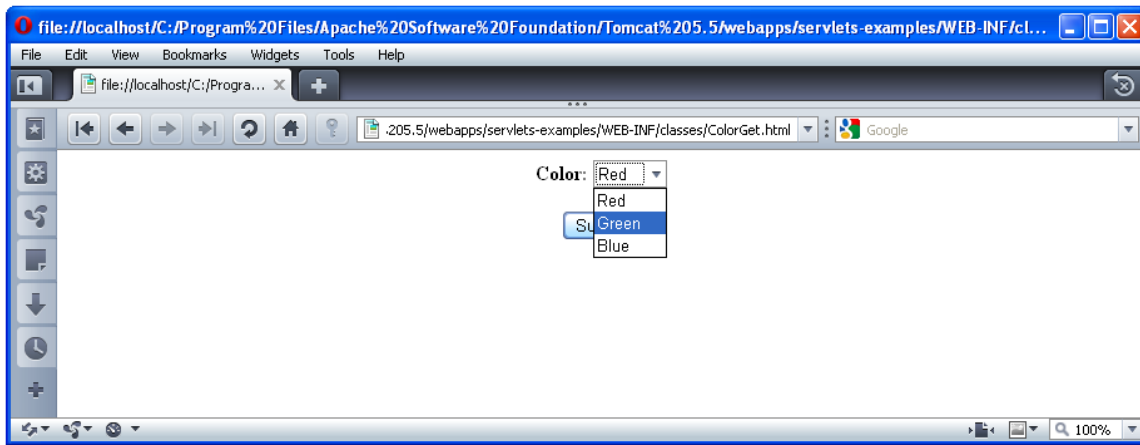 file://localhost/C:/Program%20Files/Apache%20Software%20Foundation/Tomcat%205.5/webapps/servlets-examples/WEB-INF/cl...
File Edit View Bookmarks Widgets Tools Help
file://localhost/C:/Progra...
.205.5/webapps/servlets-examples/WEB-INF/classes/ColorGet.html Google
Color: Red
Red
Su Green
Blue
100%